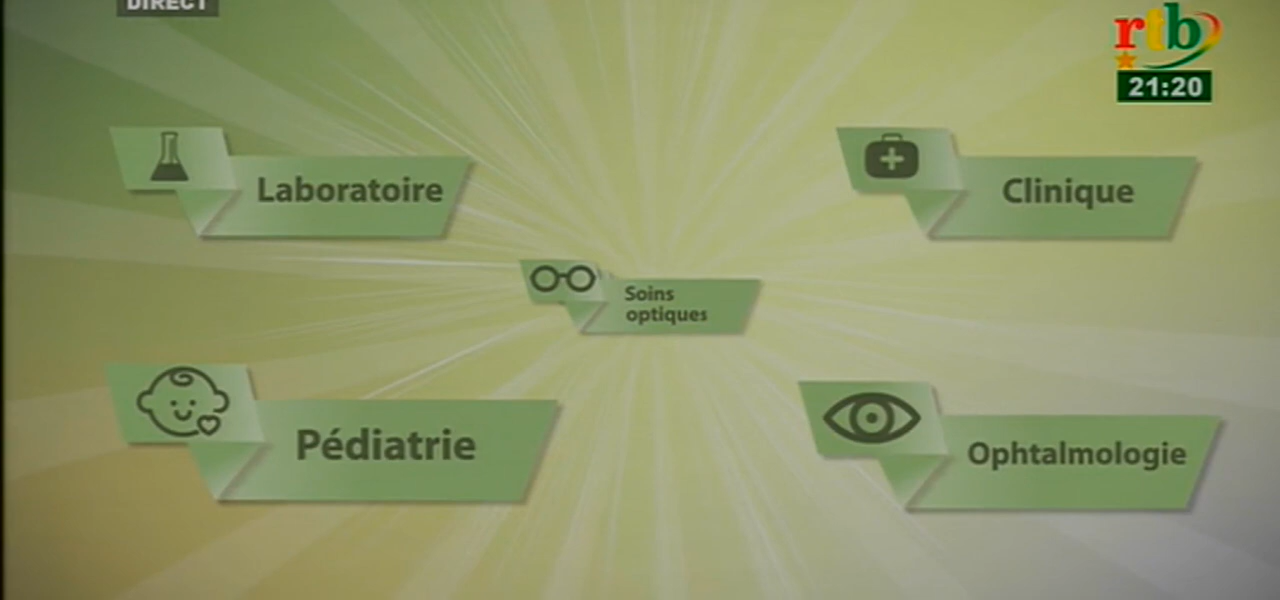 DIRECT
rtb
21:20
Laboratoire
Clinique
Soins
optiques
Pédiatrie
Ophtalmologie